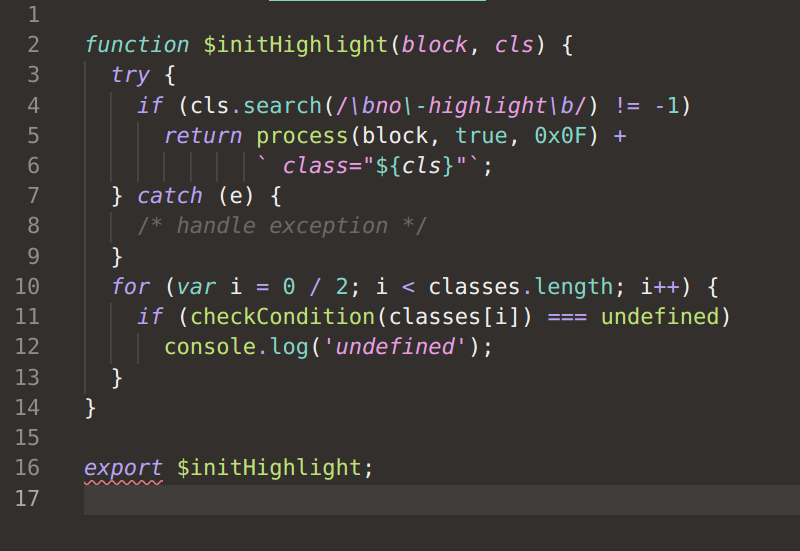 1
2 function $initHighlight(block, cls) {
3   try {
4     if (cls.search(/\bno\-highlight\b/) != -1)
5       return process(block, true, 0x0F) +
6              ` class="${cls}"`;
7   } catch (e) {
8     /* handle exception */
9   }
10   for (var i = 0 / 2; i < classes.length; i++) {
11     if (checkCondition(classes[i]) === undefined)
12       console.log('undefined');
13   }
14 }
15
16 export $initHighlight;
17